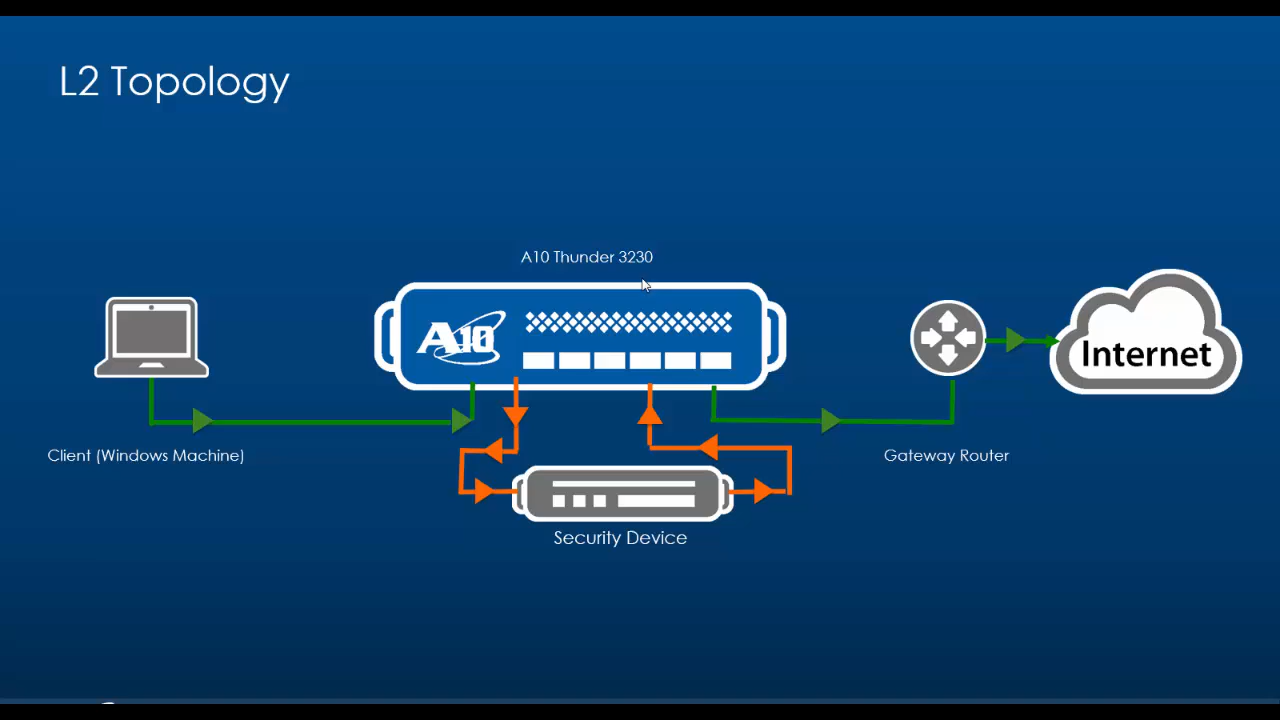 L2 Topology
A10 Thunder 3230
A10
Internet
Client (Windows Machine)
Gateway Router
Security Device